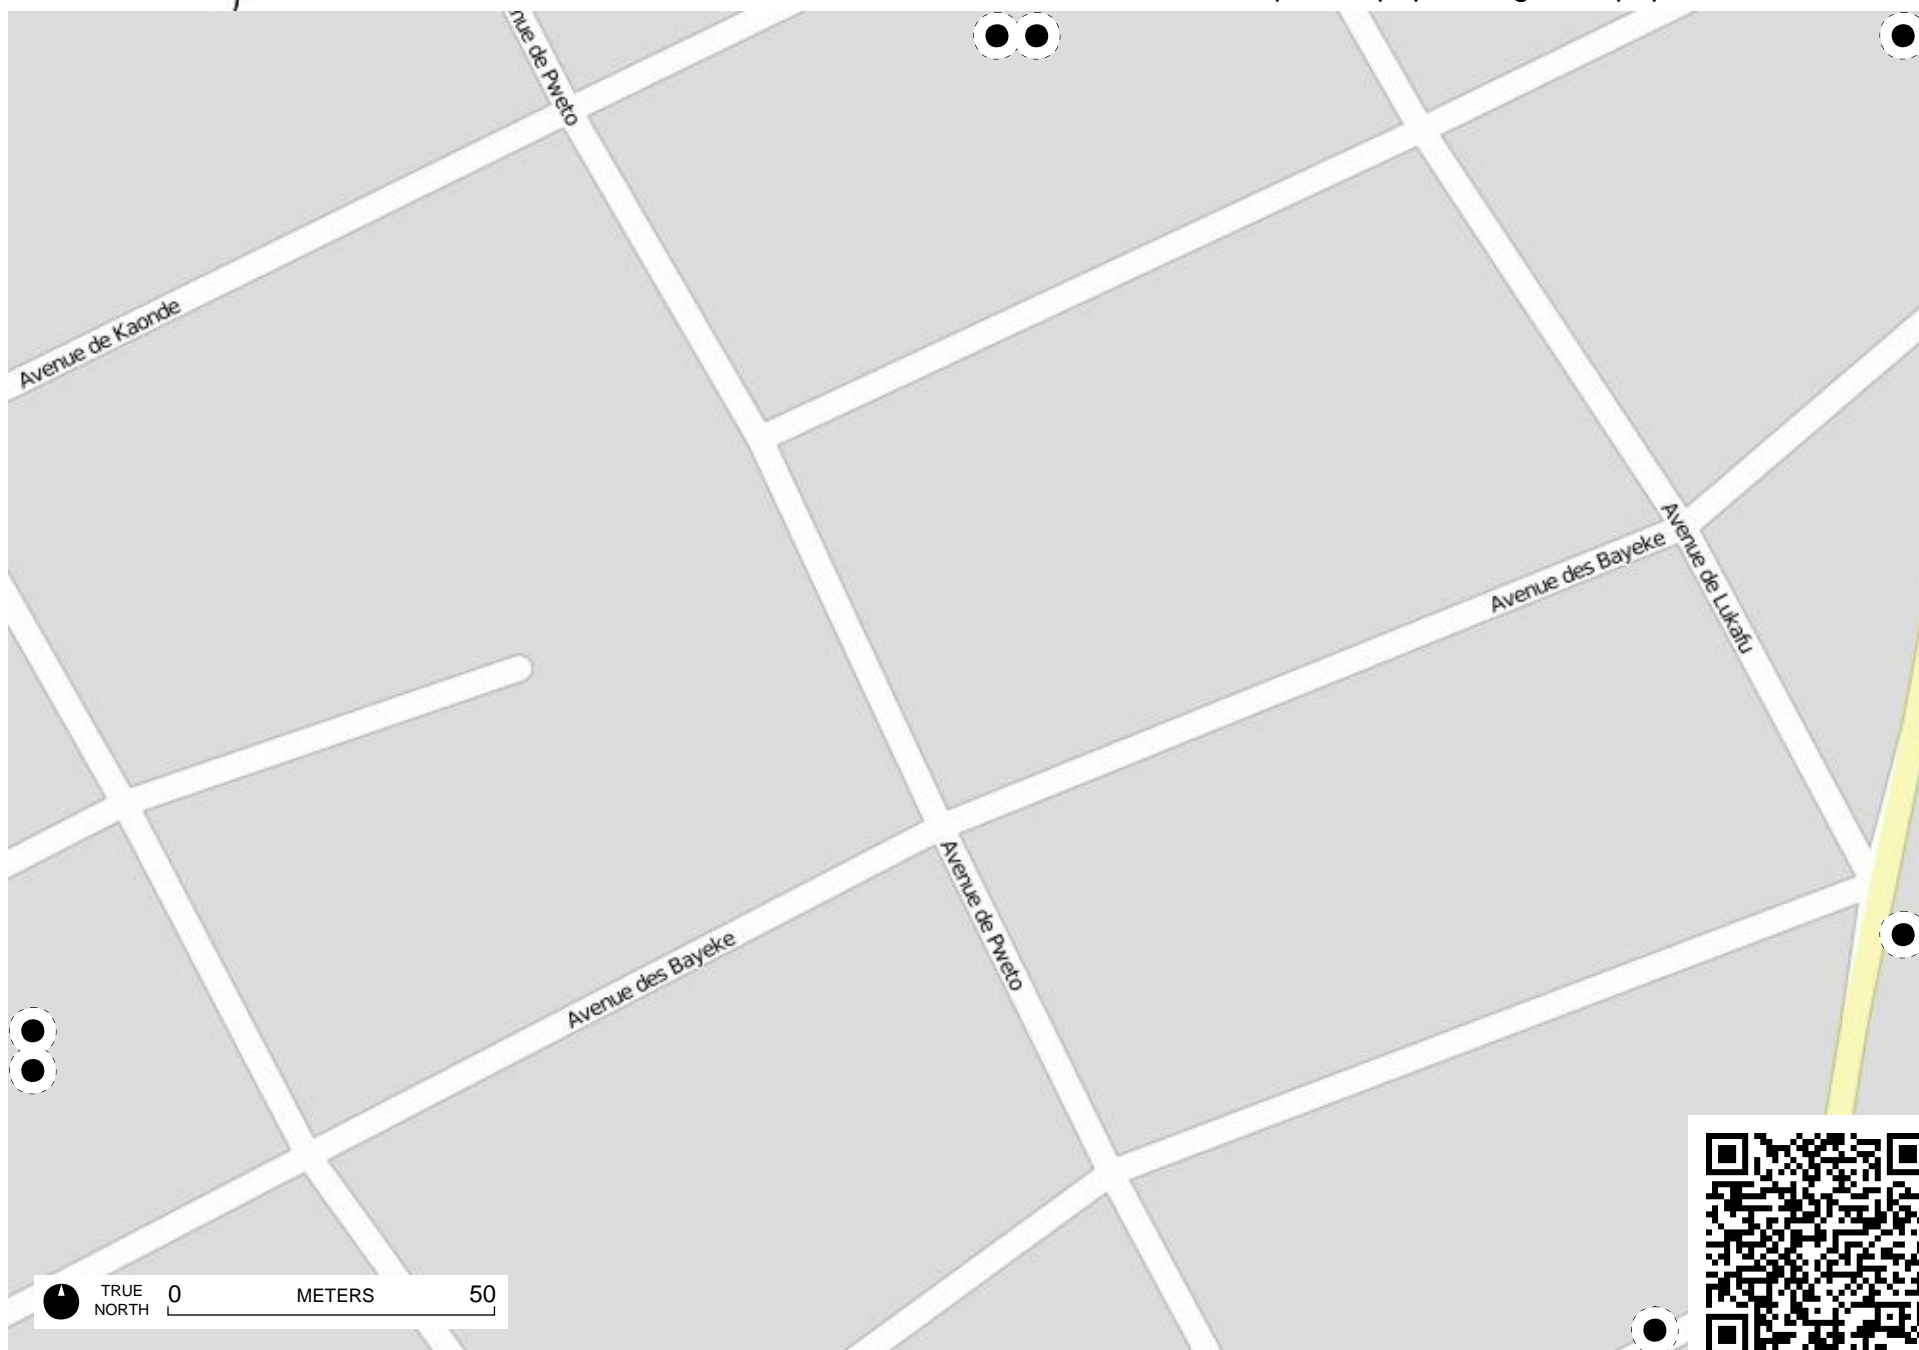 nue de Pweto
Avenue de Kaonde
Avenue des Bayeke
Avenue de Lukafu
Avenue de Pweto
Avenue des Bayeke
TRUE
NORTH
0 METERS 50